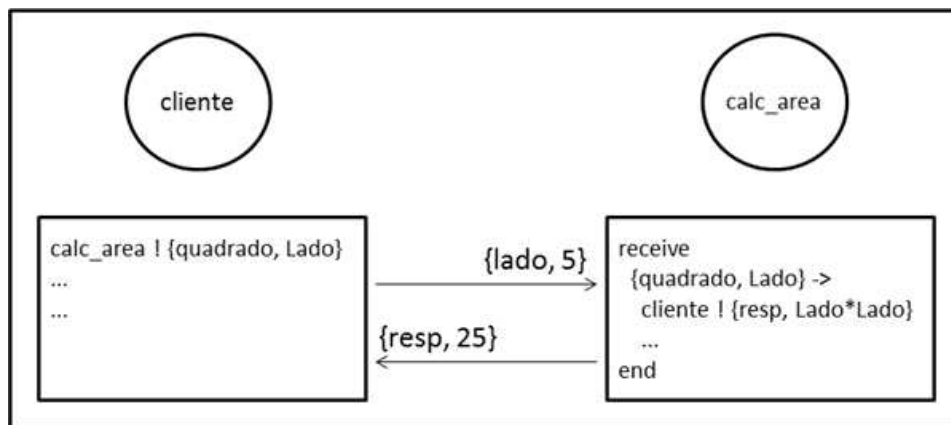 cliente
calc_area
calc_area ! {quadrado, Lado}
...
...
{lado, 5}
{resp, 25}
receive
{quadrado, Lado} ->
cliente ! {resp, Lado*Lado}
...
end